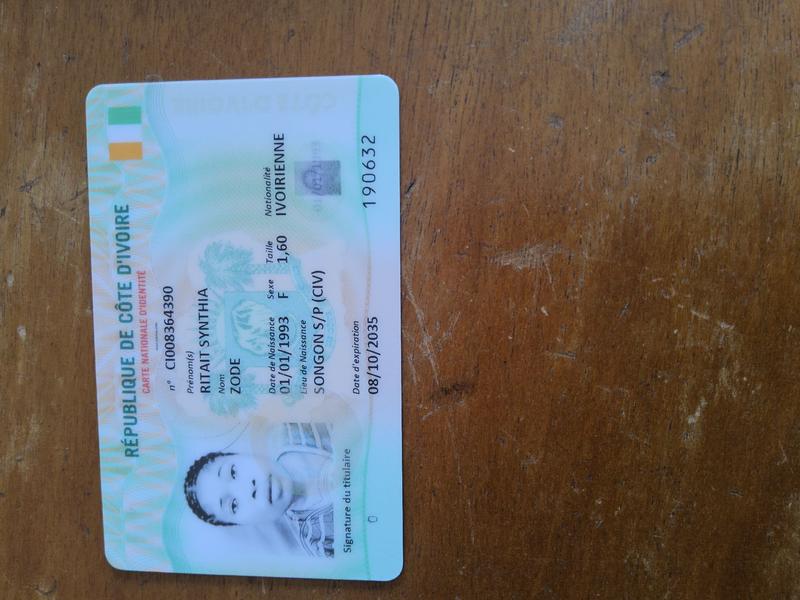 RÉPUBLIQUE DE CÔTE D'IVOIRE
CARTE NATIONALE D'IDENTITÉ
n° CI008364390
Prénom(s)
RITAIT SYNTHIA
Nom
ZODE
Date de Naissance Sexe Taille Nationalité
01/01/1993 F 1,60 IVOIRIENNE
Lieu de Naissance
SONGON S/P (CIV)
Date d'expiration
08/10/2035
190632
Signature du titulaire
CÔTE D'IVOIRE